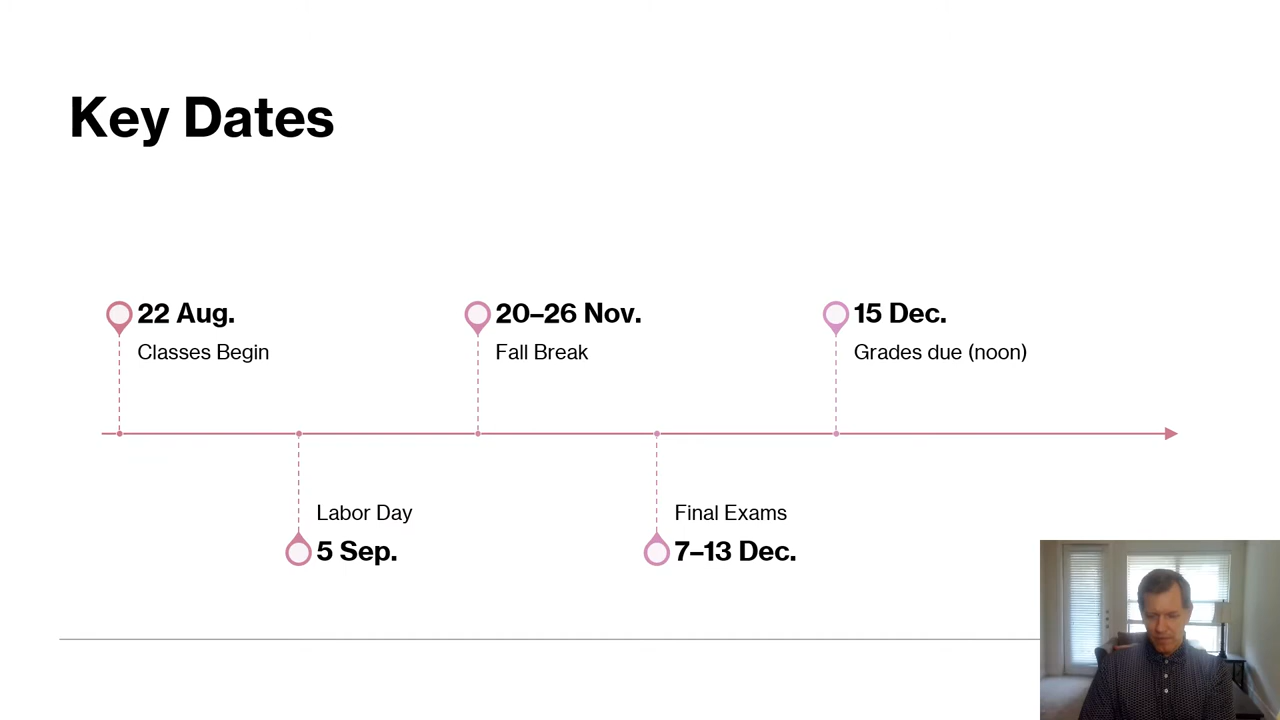 Key Dates
22 Aug.
Classes Begin
20–26 Nov.
Fall Break
15 Dec.
Grades due (noon)
Labor Day
5 Sep.
Final Exams
7–13 Dec.